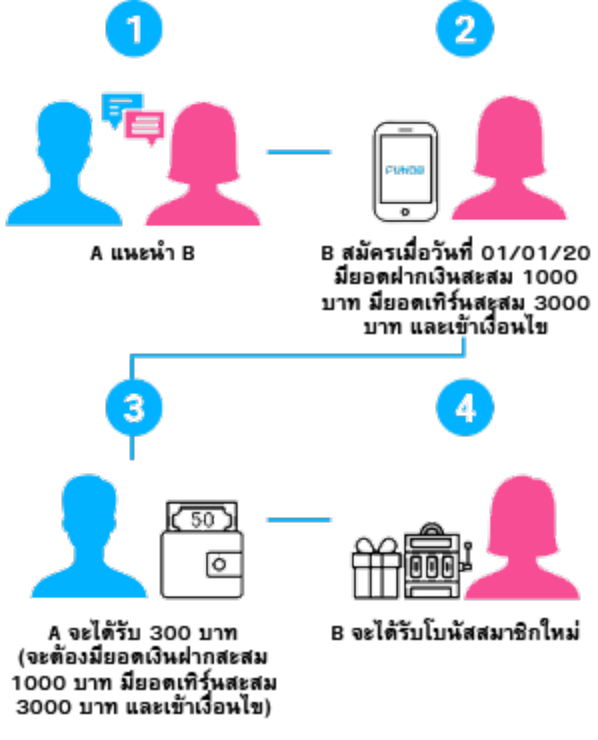 1
2
FUN88
A แนะนำ B
B สมัครเมื่อวันที่ 01/01/20
มียอดฝากเงินสะสม 1000
บาท มียอดเทิร์นสะสม 3000
บาท และเข้าเงื่อนไข
3
4
50
A จะได้รับ 300 บาท
(จะต้องมียอดเงินฝากสะสม
1000 บาท มียอดเทิร์นสะสม
3000 บาท และเข้าเงื่อนไข)
000
B จะได้รับโบนัสสมาชิกใหม่